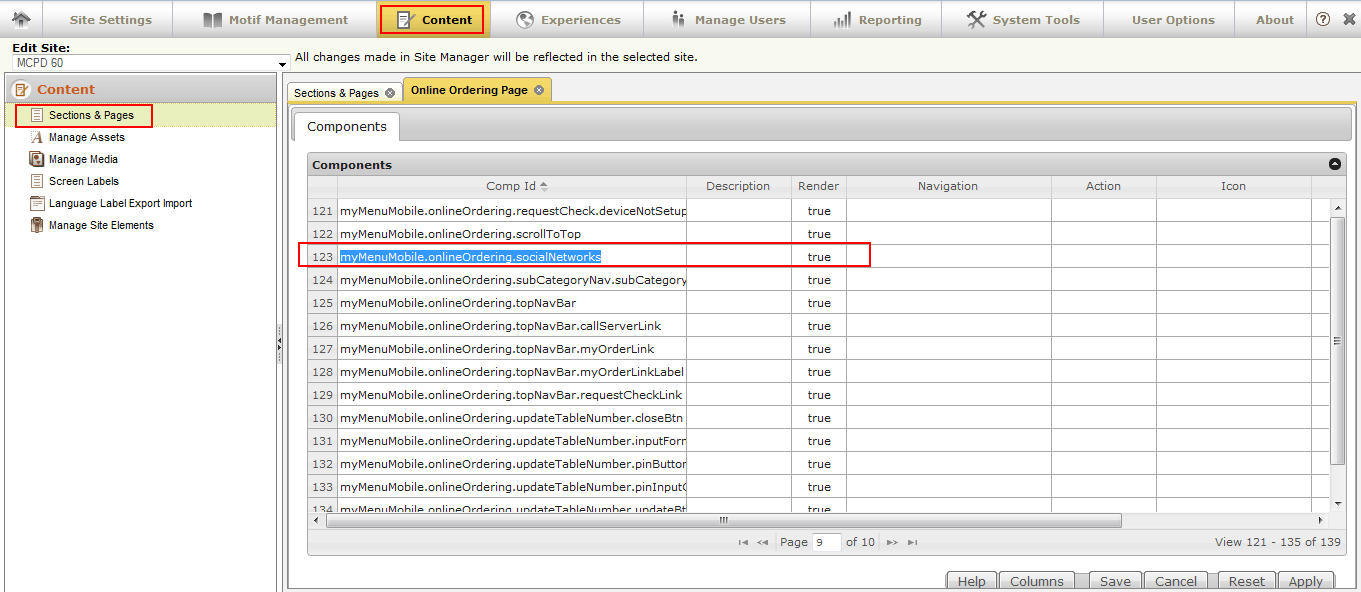 Site Settings Motif Management Content Experiences Manage Users Reporting System Tools User Options About ?
Edit Site:
MCPD 60
All changes made in Site Manager will be reflected in the selected site.
Content
Sections & Pages
Manage Assets
Manage Media
Screen Labels
Language Label Export Import
Manage Site Elements
Sections & Pages Online Ordering Page
Components
Components
Comp Id Description Render Navigation Action Icon
121 myMenuMobile.onlineOrdering.requestCheck.deviceNotSetup true
122 myMenuMobile.onlineOrdering.scrollToTop true
123 myMenuMobile.onlineOrdering.socialNetworks true
124 myMenuMobile.onlineOrdering.subCategoryNav.subCategory true
125 myMenuMobile.onlineOrdering.topNavBar true
126 myMenuMobile.onlineOrdering.topNavBar.callServerLink true
127 myMenuMobile.onlineOrdering.topNavBar.myOrderLink true
128 myMenuMobile.onlineOrdering.topNavBar.myOrderLinkLabel true
129 myMenuMobile.onlineOrdering.topNavBar.requestCheckLink true
130 myMenuMobile.onlineOrdering.updateTableNumber.closeBtn true
131 myMenuMobile.onlineOrdering.updateTableNumber.inputForm true
132 myMenuMobile.onlineOrdering.updateTableNumber.pinButton true
133 myMenuMobile.onlineOrdering.updateTableNumber.pinInputC true
134 myMenuMobile.onlineOrdering.updateTableNumber.updateBt true
Page 9 of 10 View 121 - 135 of 139
Help Columns Save Cancel Reset Apply